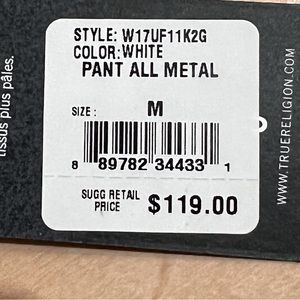 STYLE: W17UF11K2G
COLOR: WHITE
PANT ALL METAL
SIZE : M
8 89782 34433 1
SUGG RETAIL
PRICE $119.00
tissus plus pâles.
WWW.TRUERELIGION.C